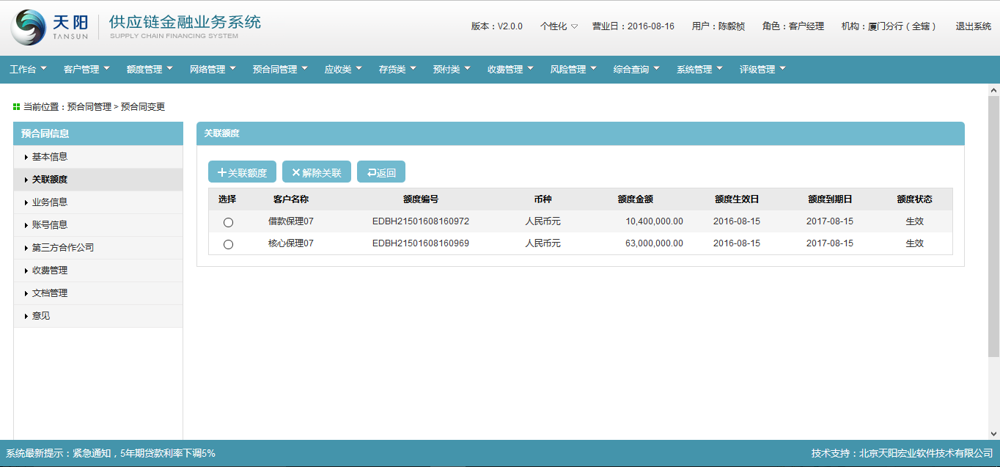 天阳 供应链金融业务系统
TANSUN SUPPLY CHAIN FINANCING SYSTEM
版本：V2.0.0 个性化 营业日：2016-08-16 用户：陈毅桢 角色：客户经理 机构：厦门分行（全辖） 退出系统
工作台 客户管理 额度管理 网络管理 预合同管理 应收类 存货类 预付类 收费管理 风险管理 综合查询 系统管理 评级管理
当前位置：预合同管理 > 预合同变更
预合同信息
基本信息
关联额度
业务信息
账号信息
第三方合作公司
收费管理
文档管理
意见
关联额度
关联额度 解除关联 返回
选择 客户名称 额度编号 币种 额度金额 额度生效日 额度到期日 额度状态
借款保理07 EDBH21501608160972 人民币元 10,400,000.00 2016-08-15 2017-08-15 生效
核心保理07 EDBH21501608160969 人民币元 63,000,000.00 2016-08-15 2017-08-15 生效
系统最新提示：紧急通知，5年期贷款利率下调5% 技术支持：北京天阳宏业软件技术有限公司